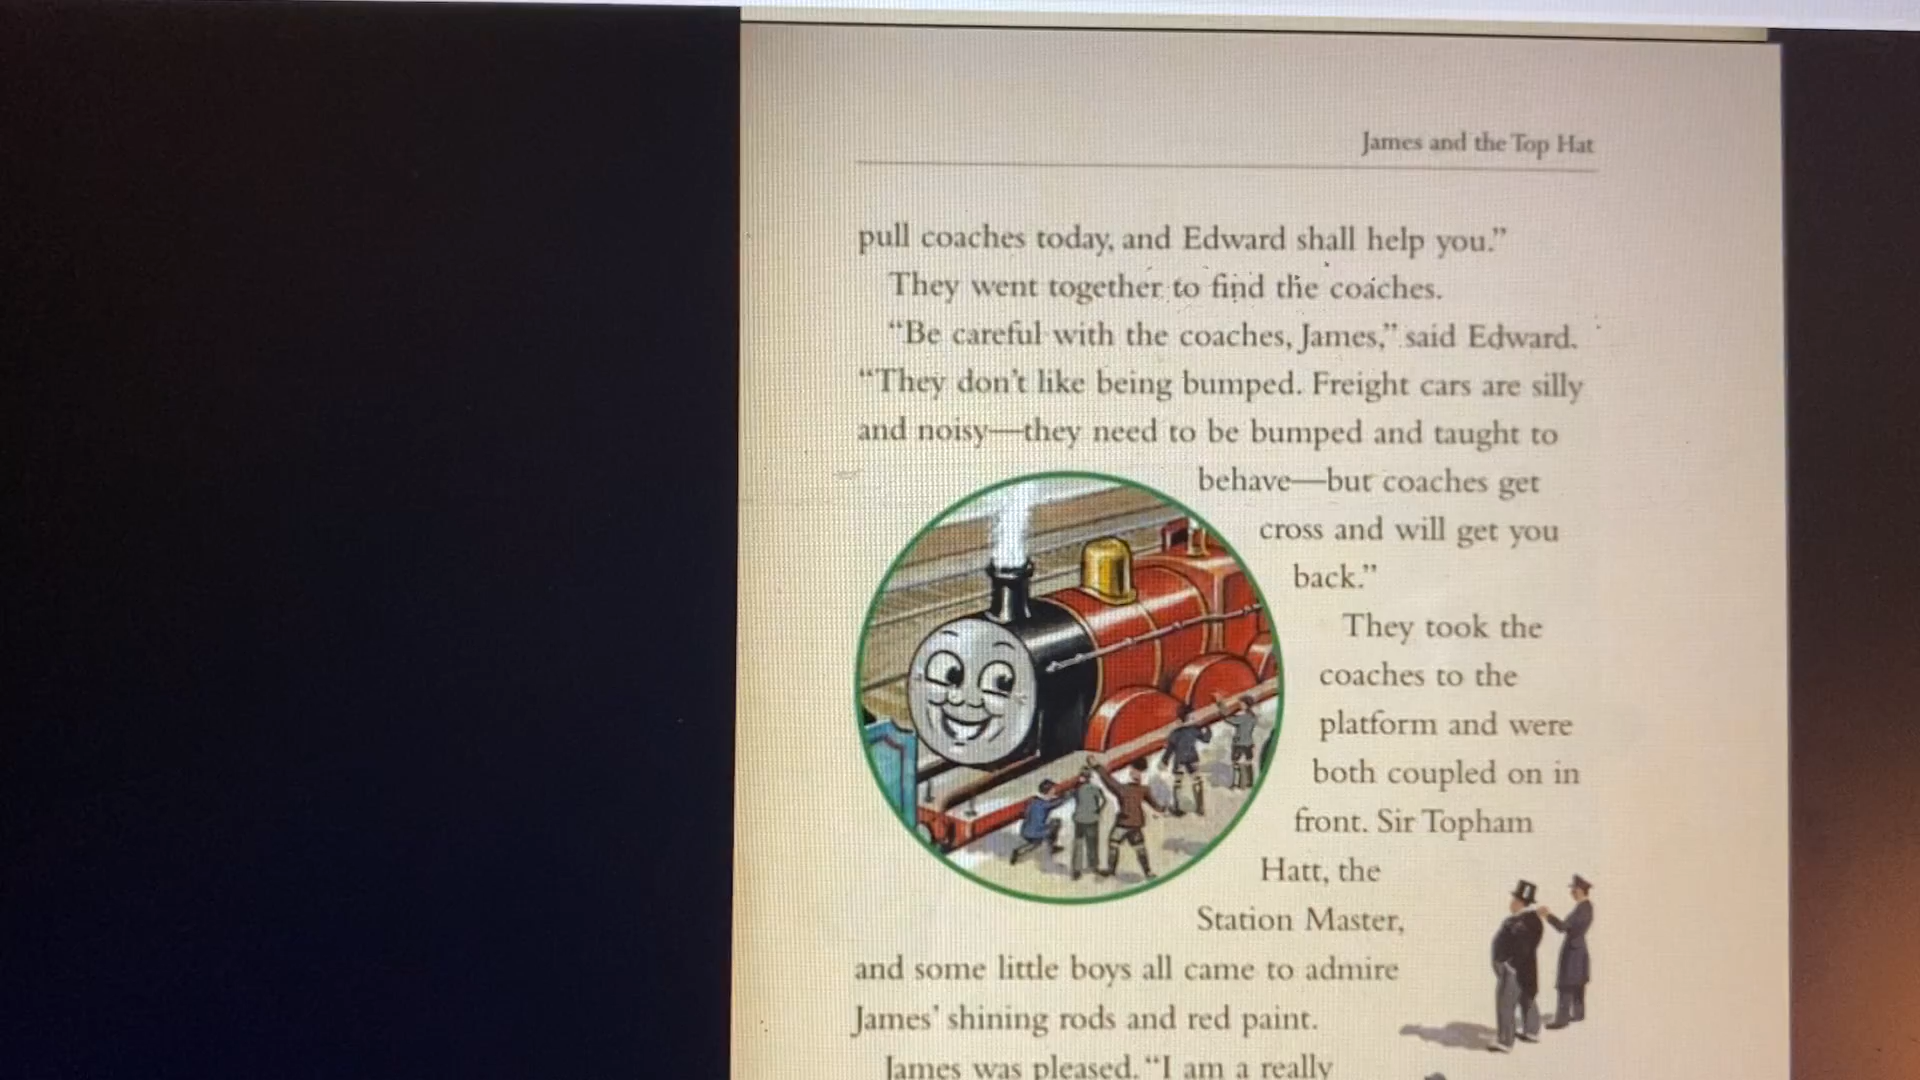 James and the Top Hat
pull coaches today, and Edward shall help you.”
They went together to find the coaches.
“Be careful with the coaches, James,” said Edward.
“They don’t like being bumped. Freight cars are silly
and noisy—they need to be bumped and taught to
behave—but coaches get
cross and will get you
back.”
They took the
coaches to the
platform and were
both coupled on in
front. Sir Topham
Hatt, the
Station Master,
and some little boys all came to admire
James’ shining rods and red paint.
James was pleased. “I am a really